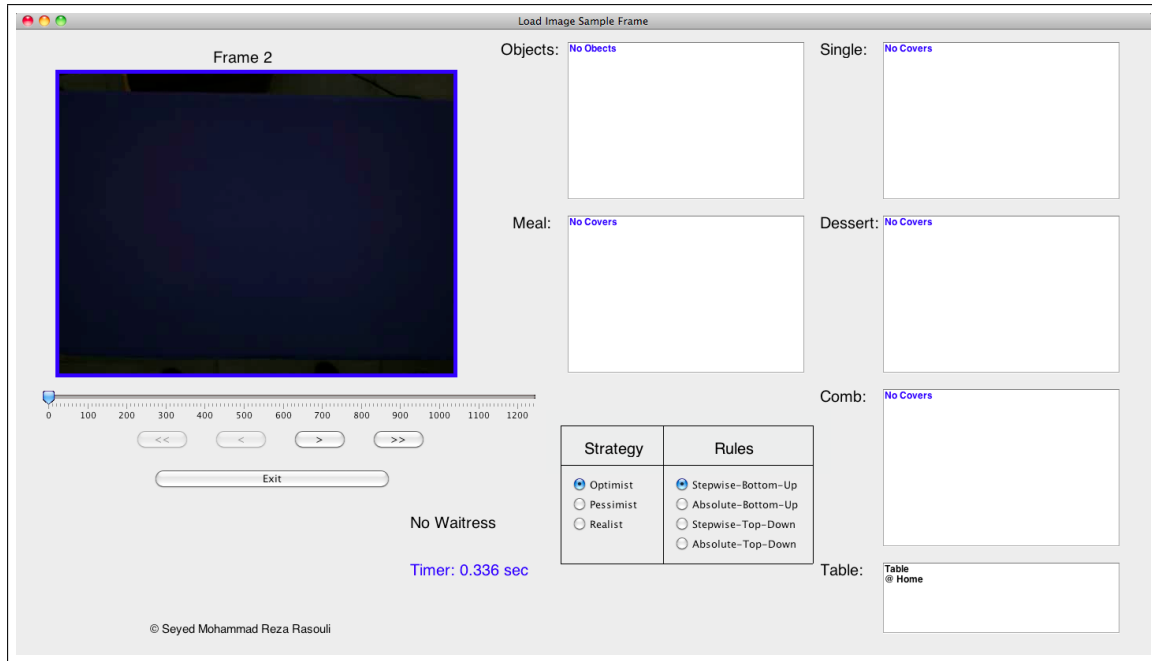 Load Image Sample Frame
Frame 2
Objects:
No Obects
Single:
No Covers
Meal:
No Covers
Dessert:
No Covers
0 100 200 300 400 500 600 700 800 900 1000 1100 1200
<< < > >>
Exit
Comb:
No Covers
Strategy Rules
Optimist Stepwise-Bottom-Up
Pessimist Absolute-Bottom-Up
Realist Stepwise-Top-Down
Absolute-Top-Down
No Waitress
Timer: 0.336 sec
Table:
Table
@ Home
© Seyed Mohammad Reza Rasouli